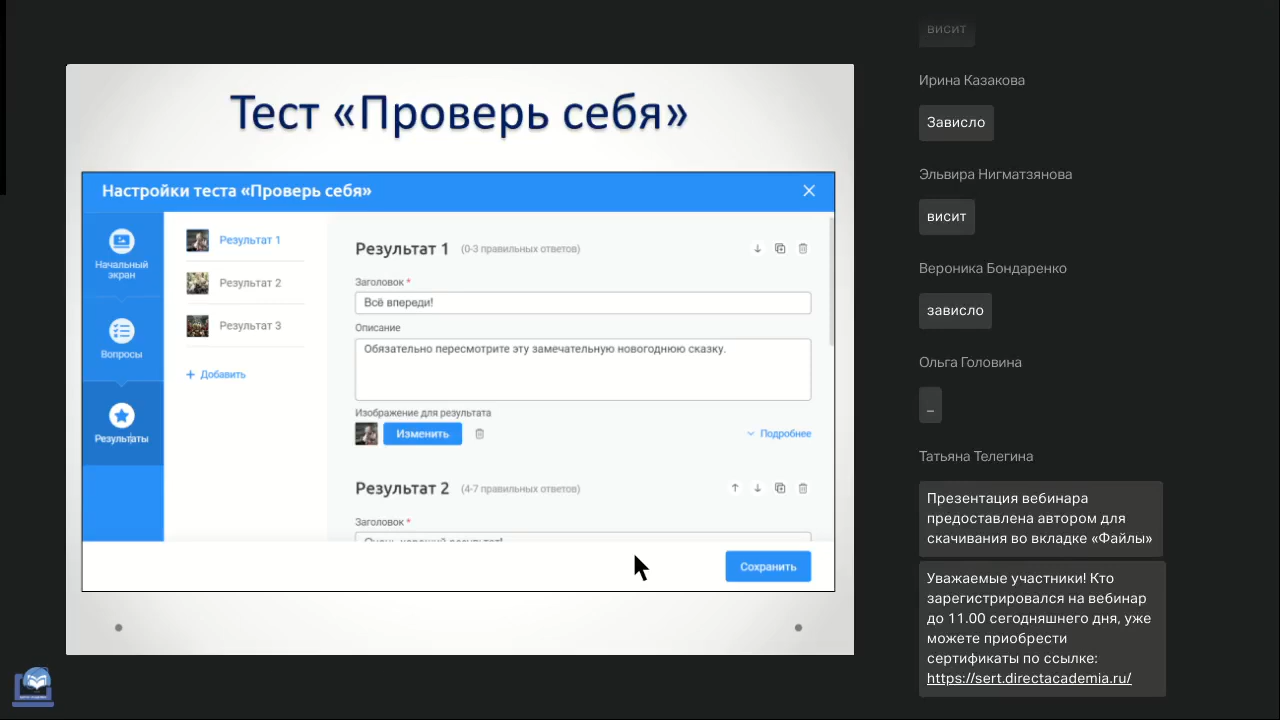 Тест «Проверь себя»
Настройки теста «Проверь себя»
Начальный
экран
Вопросы
Результаты
Результат 1
Результат 2
Результат 3
+ Добавить
Результат 1 (0-3 правильных ответов)
Заголовок *
Всё впереди!
Описание
Обязательно пересмотрите эту замечательную новогоднюю сказку.
Изображение для результата
Изменить
Подробнее
Результат 2 (4-7 правильных ответов)
Заголовок *
Сохранить
висит
Ирина Казакова
Зависло
Эльвира Нигматзянова
висит
Вероника Бондаренко
зависло
Ольга Головина
_
Татьяна Телегина
Презентация вебинара
предоставлена автором для
скачивания во вкладке «Файлы»
Уважаемые участники! Кто
зарегистрировался на вебинар
до 11.00 сегодняшнего дня, уже
можете приобрести
сертификаты по ссылке:
https://sert.directacademia.ru/